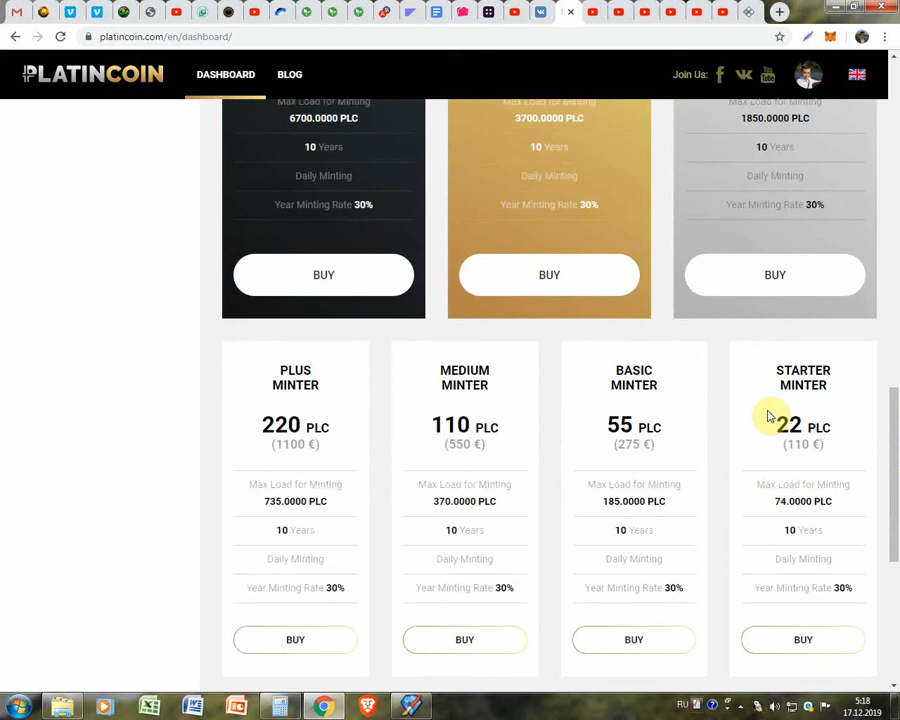 platincoin.com/en/dashboard/
PLATINCOIN
DASHBOARD
BLOG
Join Us:
You Tube
Max Load for Minting
6700.0000 PLC
10 Years
Daily Minting
Year Minting Rate 30%
BUY
Max Load for Minting
3700.0000 PLC
10 Years
Daily Minting
Year Minting Rate 30%
BUY
Max Load for Minting
1850.0000 PLC
10 Years
Daily Minting
Year Minting Rate 30%
BUY
PLUS
MINTER
220 PLC
(1100 €)
Max Load for Minting
735.0000 PLC
10 Years
Daily Minting
Year Minting Rate 30%
BUY
MEDIUM
MINTER
110 PLC
(550 €)
Max Load for Minting
370.0000 PLC
10 Years
Daily Minting
Year Minting Rate 30%
BUY
BASIC
MINTER
55 PLC
(275 €)
Max Load for Minting
185.0000 PLC
10 Years
Daily Minting
Year Minting Rate 30%
BUY
STARTER
MINTER
22 PLC
(110 €)
Max Load for Minting
74.0000 PLC
10 Years
Daily Minting
Year Minting Rate 30%
BUY
RU
5:18
17.12.2019